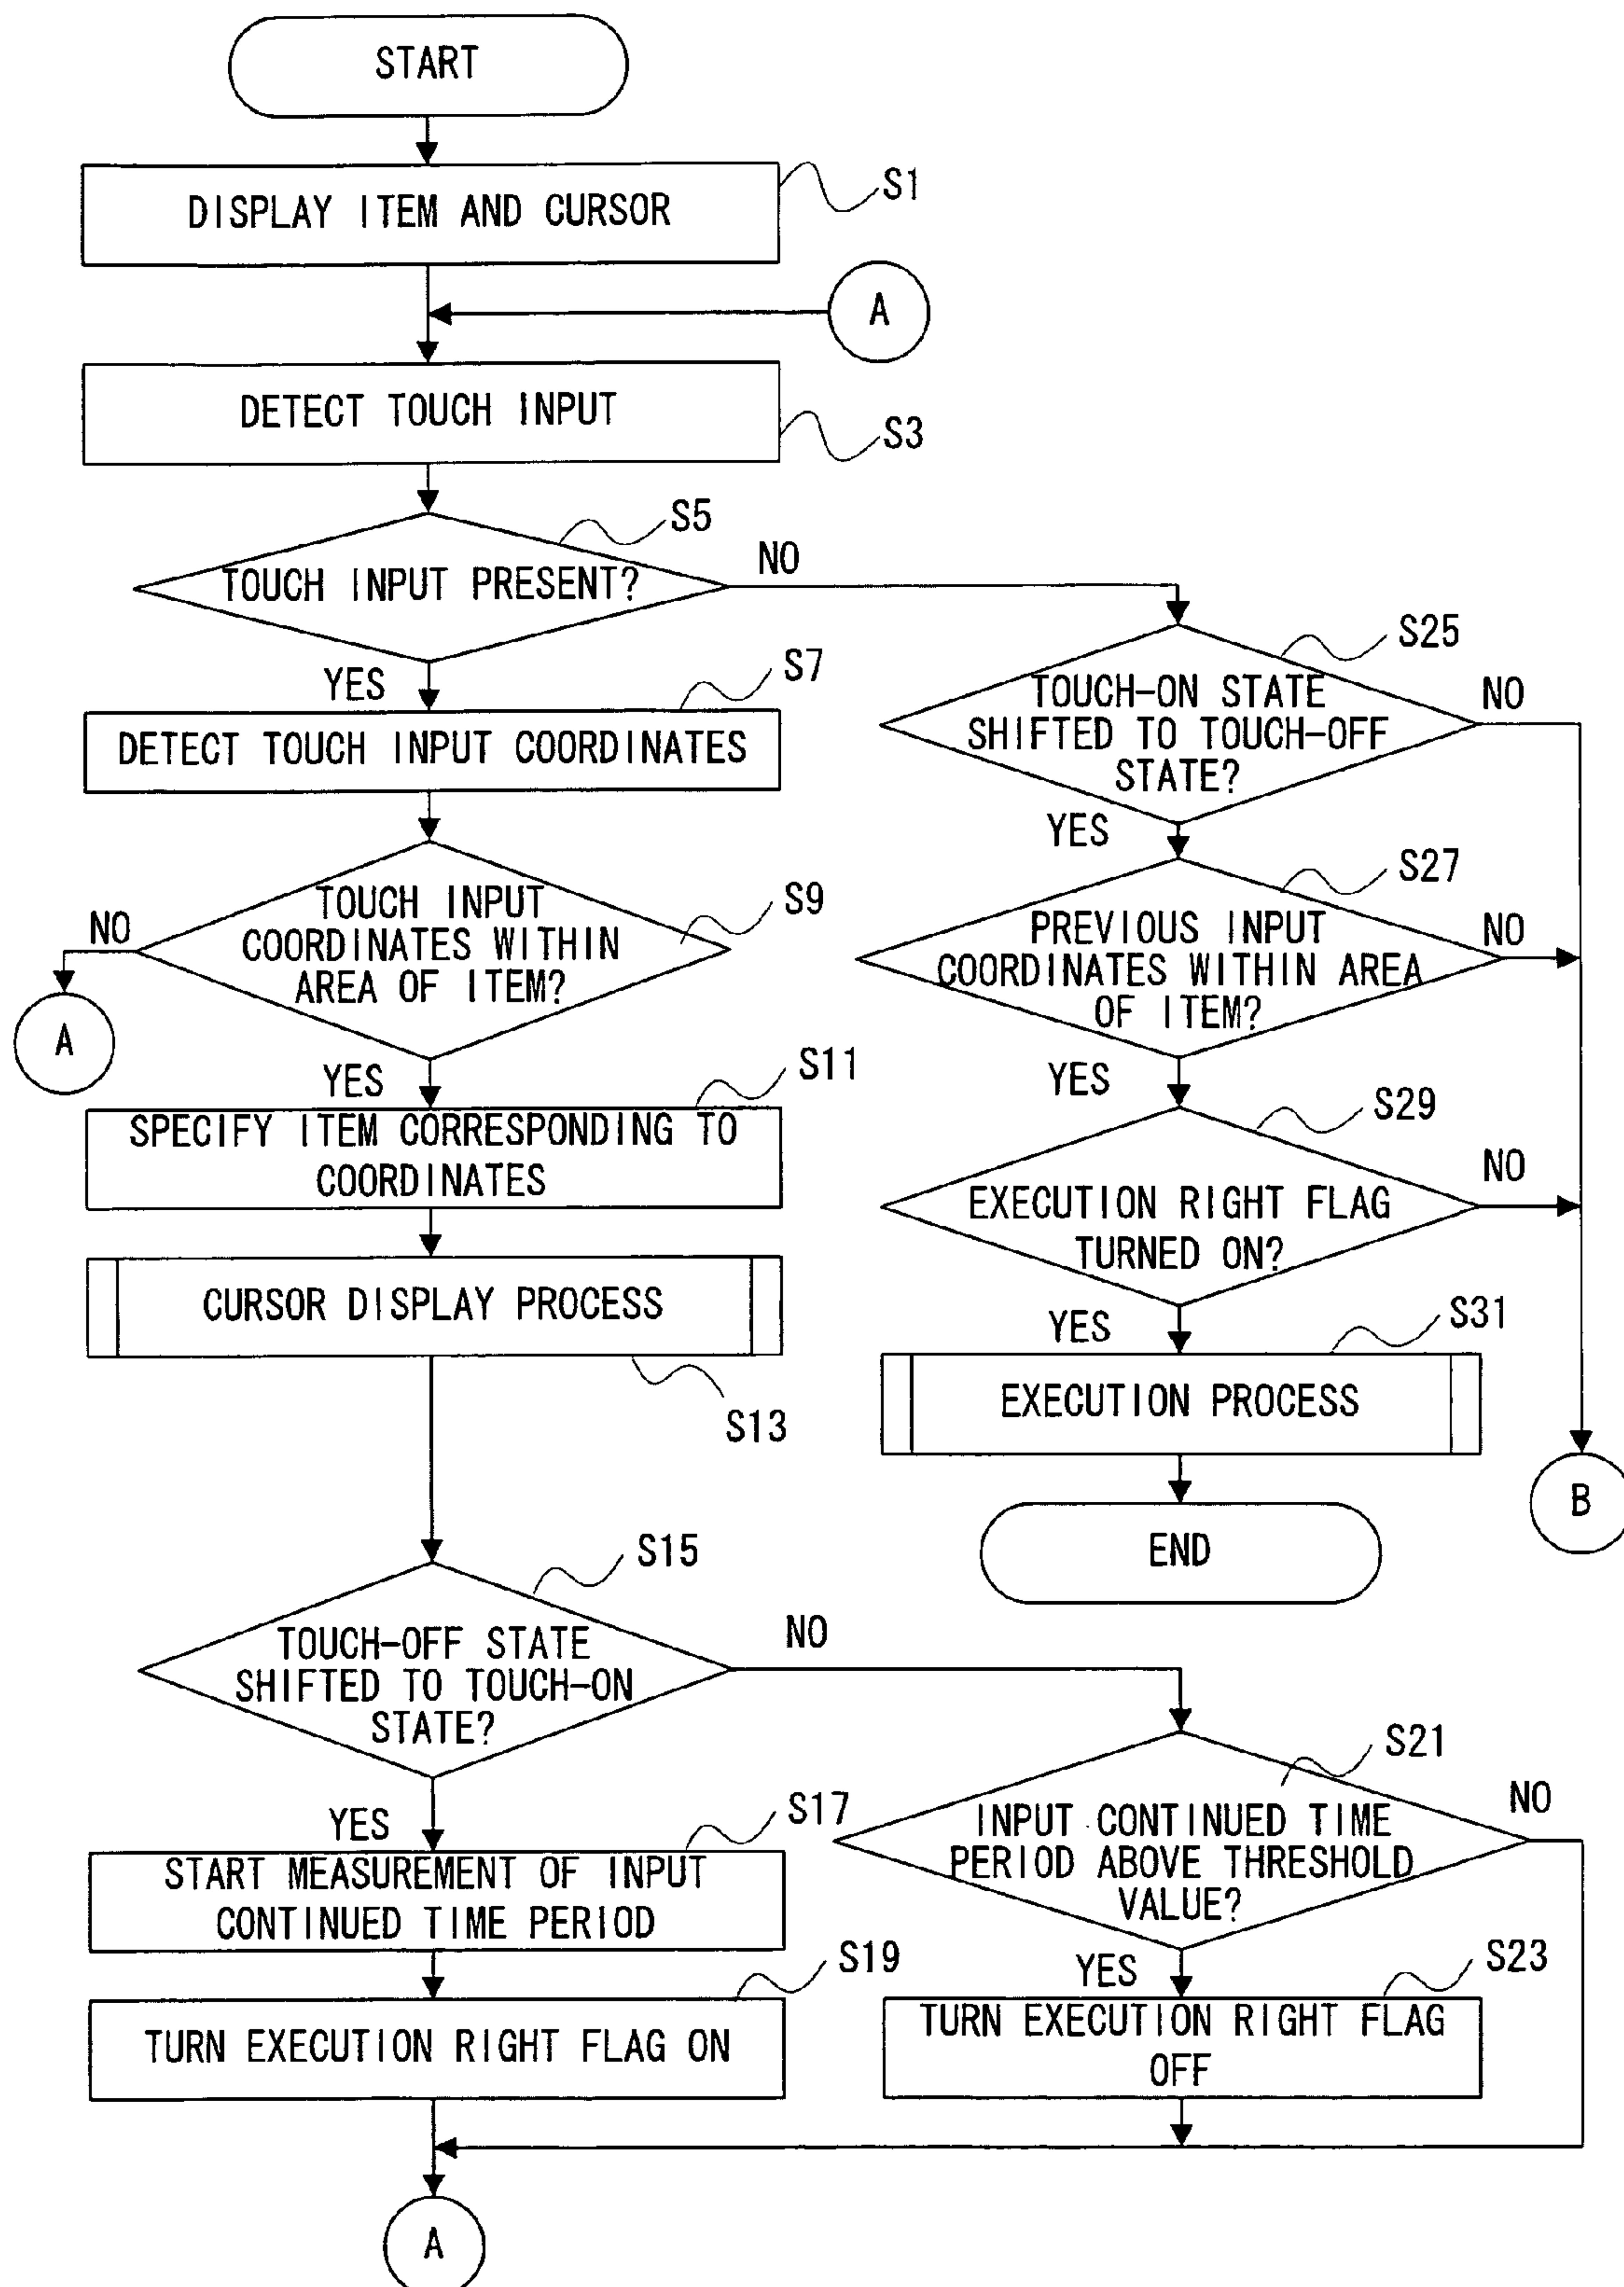 START
DISPLAY ITEM AND CURSOR
S1
A
DETECT TOUCH INPUT
S3
S5
TOUCH INPUT PRESENT?
NO
YES
S7
DETECT TOUCH INPUT COORDINATES
TOUCH INPUT
COORDINATES WITHIN
AREA OF ITEM?
S9
NO
A
YES
S11
SPECIFY ITEM CORRESPONDING TO
COORDINATES
CURSOR DISPLAY PROCESS
S13
S15
TOUCH-OFF STATE
SHIFTED TO TOUCH-ON
STATE?
NO
YES
S17
START MEASUREMENT OF INPUT
CONTINUED TIME PERIOD
S19
TURN EXECUTION RIGHT FLAG ON
A
S21
INPUT CONTINUED TIME
PERIOD ABOVE THRESHOLD
VALUE?
NO
YES
S23
TURN EXECUTION RIGHT FLAG
OFF
S25
TOUCH-ON STATE
SHIFTED TO TOUCH-OFF
STATE?
NO
YES
S27
PREVIOUS INPUT
COORDINATES WITHIN AREA
OF ITEM?
NO
YES
S29
EXECUTION RIGHT FLAG
TURNED ON?
NO
YES
S31
EXECUTION PROCESS
END
B